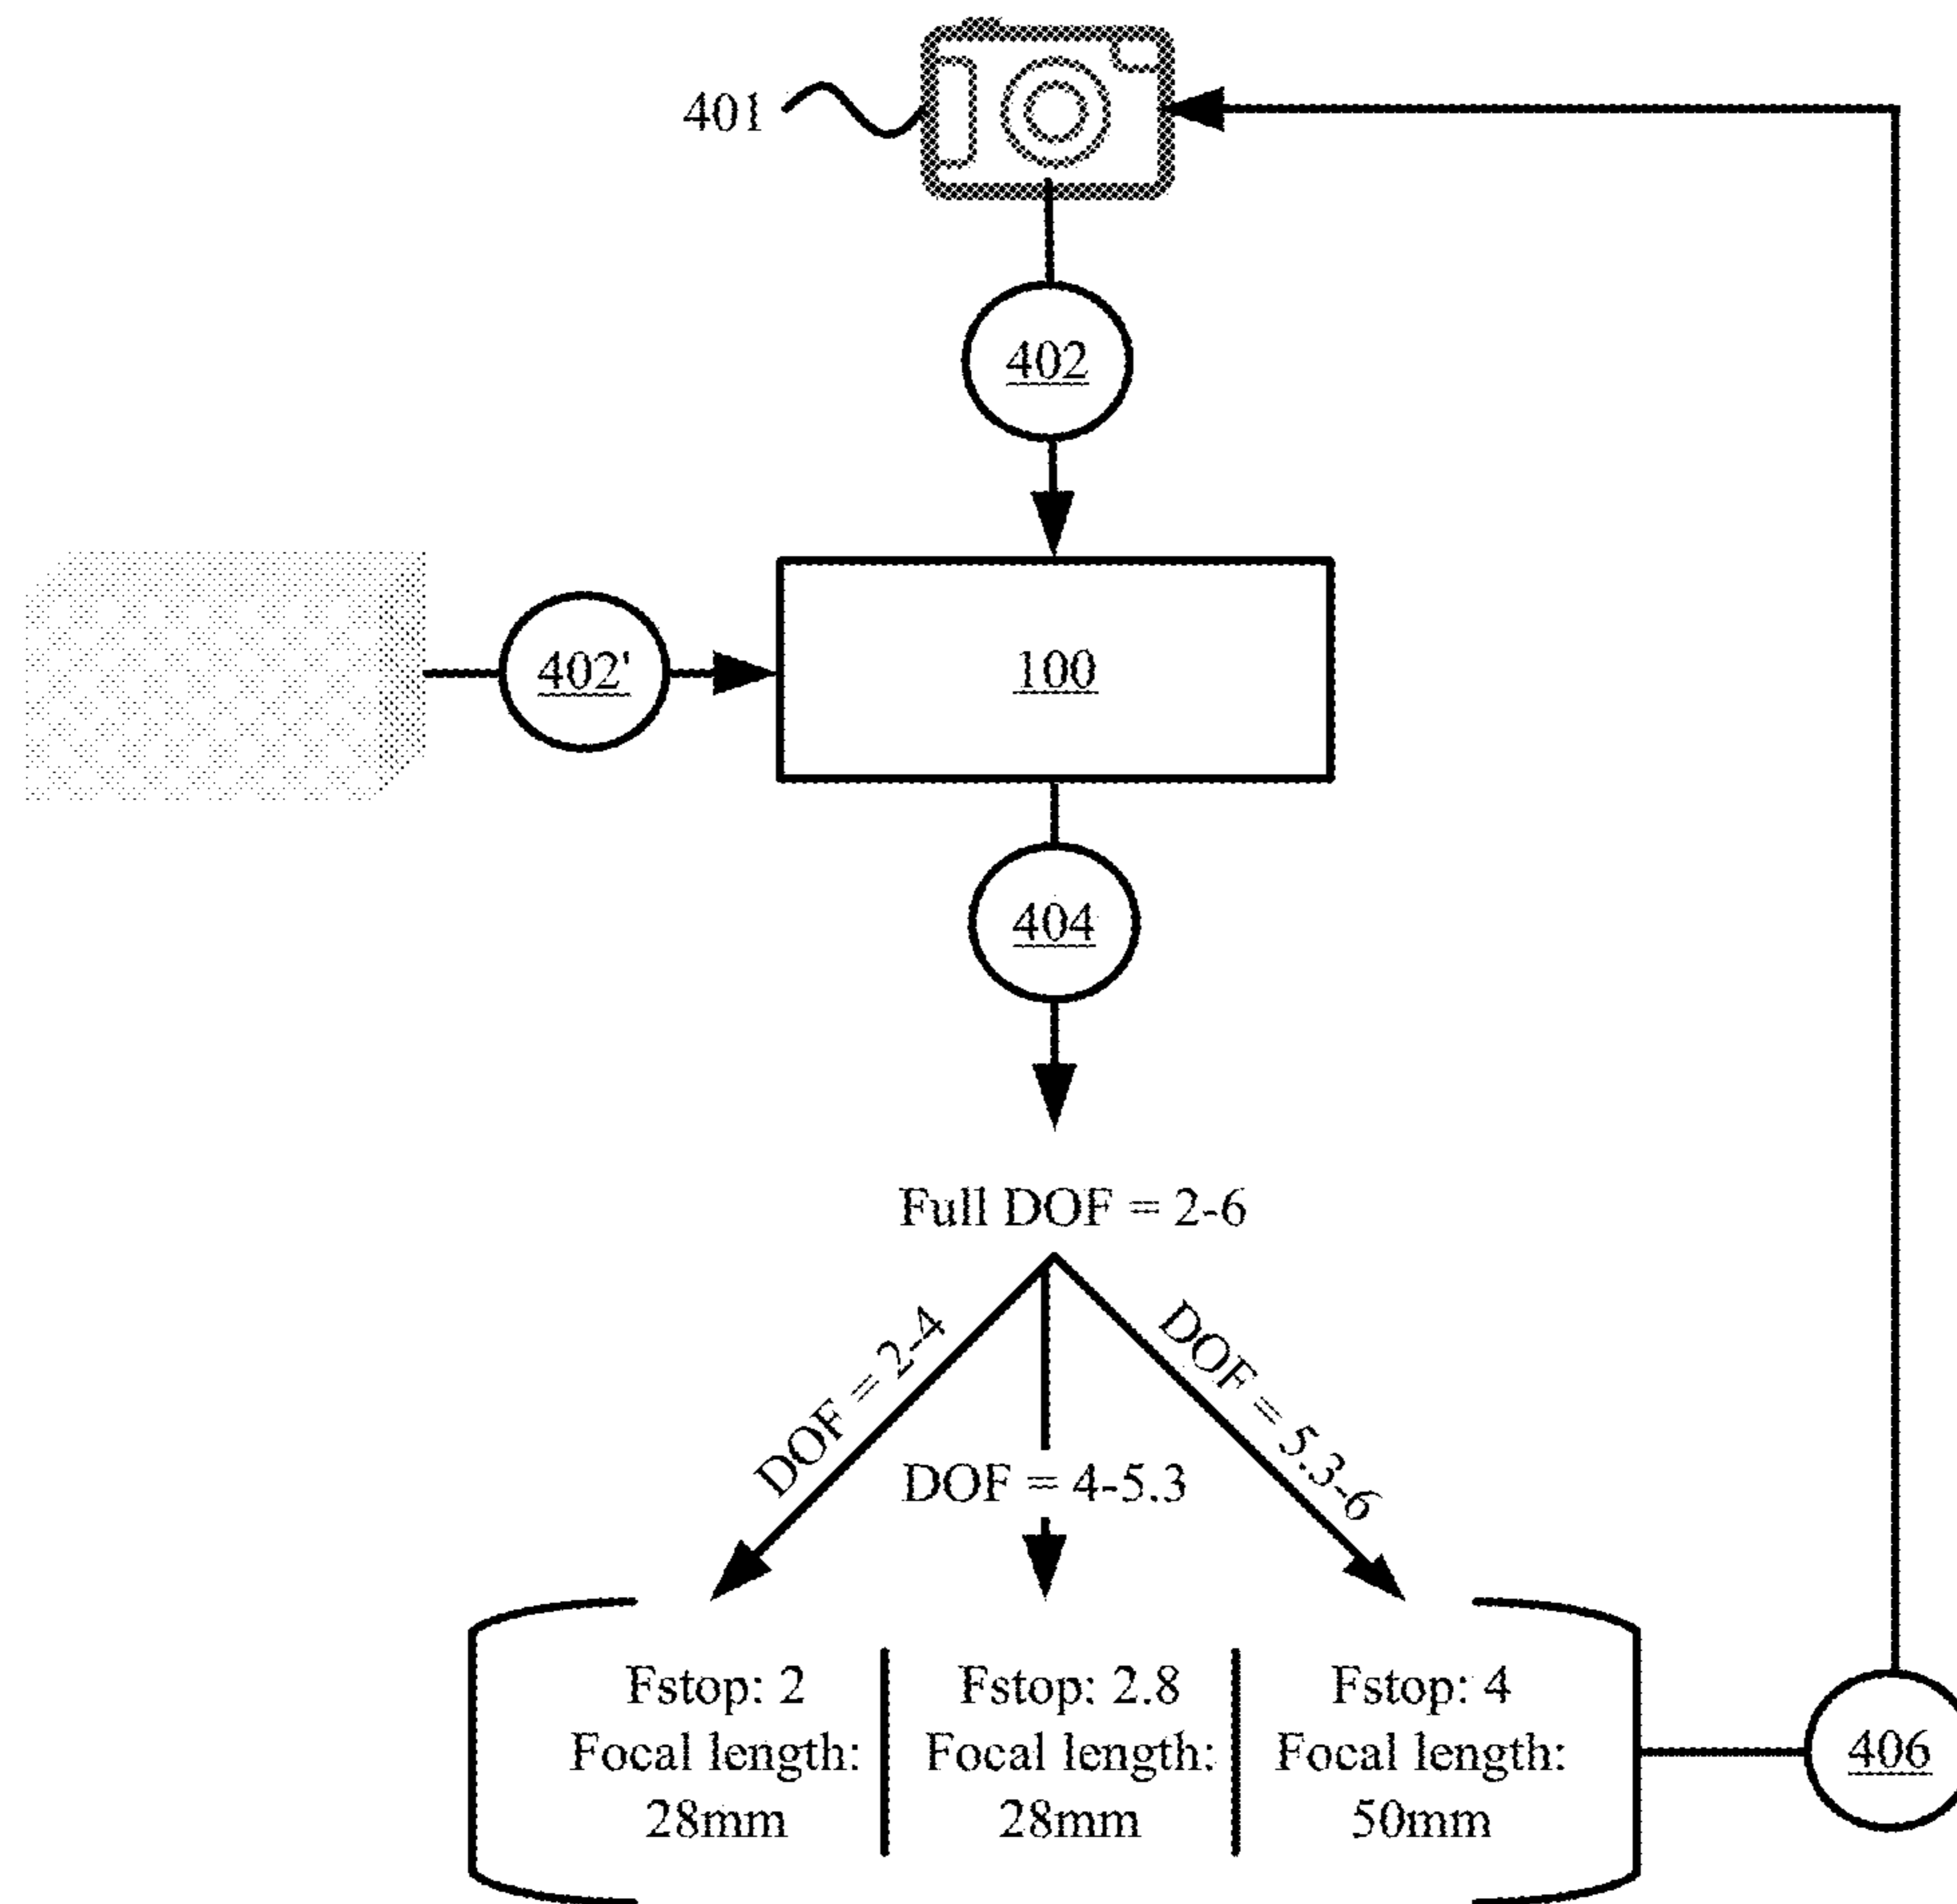 401
402
402'
100
404
Full DOF = 2-6
DOF = 2-4
DOF = 4-5.3
DOF = 5.3-6
Fstop: 2
Focal length:
28mm
Fstop: 2.8
Focal length:
28mm
Fstop: 4
Focal length:
50mm
406